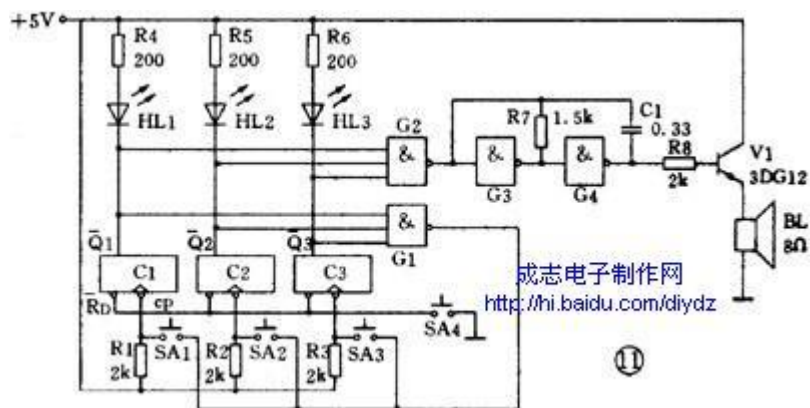 +5V
R4
200
R5
200
R6
200
HL1
HL2
HL3
G2
&
R7
1.5k
C1
0.33
&
G3
&
G4
R8
2k
V1
3DG12
&
G1
BL
8Ω
Q̄1
Q̄2
Q̄3
C1
C2
C3
R̄D
cP
SA4
成志电子制作网
http://hi.baidu.com/diydz
R1
2k
SA1
R2
2k
SA2
R3
2k
SA3
⑪